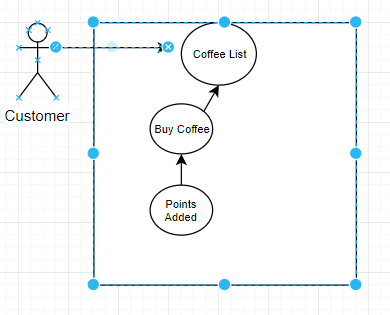 Coffee List
Customer
Buy Coffee
Points
Added